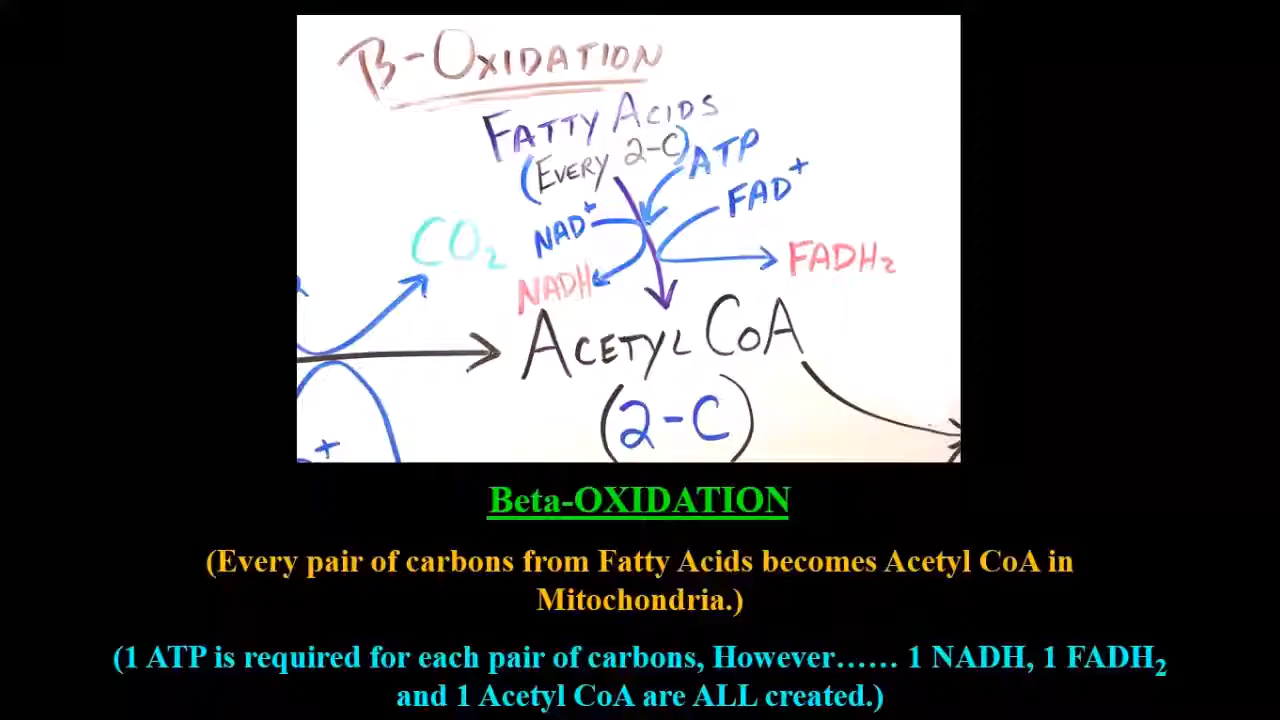 B-OXIDATION
FATTY ACIDS
(EVERY 2-C)
ATP
FAD+
NAD+
CO2
FADH2
NADH
ACETYL CoA
(2-C)
+
Beta-OXIDATION
(Every pair of carbons from Fatty Acids becomes Acetyl CoA in
Mitochondria.)
(1 ATP is required for each pair of carbons, However…… 1 NADH, 1 FADH2
and 1 Acetyl CoA are ALL created.)